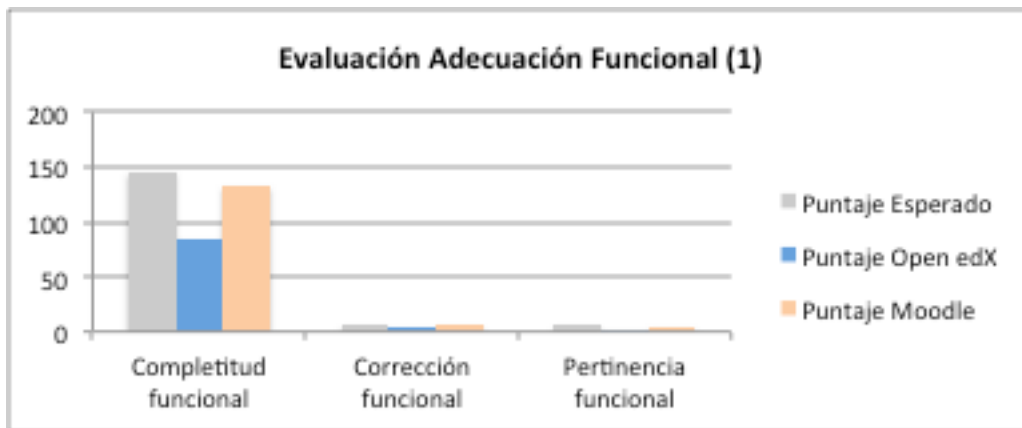 Evaluación Adecuación Funcional (1)
200
150
100
50
0
Completitud
funcional
Corrección
funcional
Pertinencia
funcional
Puntaje Esperado
Puntaje Open edX
Puntaje Moodle